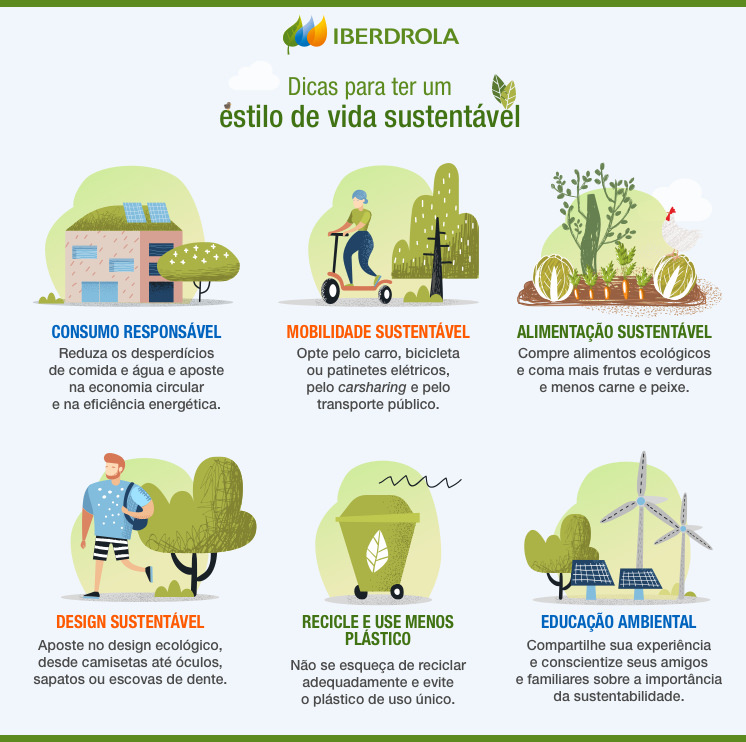 IBERDROLA
Dicas para ter um
estilo de vida sustentável
CONSUMO RESPONSÁVEL
Reduza os desperdícios
de comida e água e aposte
na economia circular
e na eficiência energética.
MOBILIDADE SUSTENTÁVEL
Opte pelo carro, bicicleta
ou patinetes elétricos,
pelo carsharing e pelo
transporte público.
ALIMENTAÇÃO SUSTENTÁVEL
Compre alimentos ecológicos
e coma mais frutas e verduras
e menos carne e peixe.
DESIGN SUSTENTÁVEL
Aposte no design ecológico,
desde camisetas até óculos,
sapatos ou escovas de dente.
RECICLE E USE MENOS
PLÁSTICO
Não se esqueça de reciclar
adequadamente e evite
o plástico de uso único.
EDUCAÇÃO AMBIENTAL
Compartilhe sua experiência
e conscientize seus amigos
e familiares sobre a importância
da sustentabilidade.